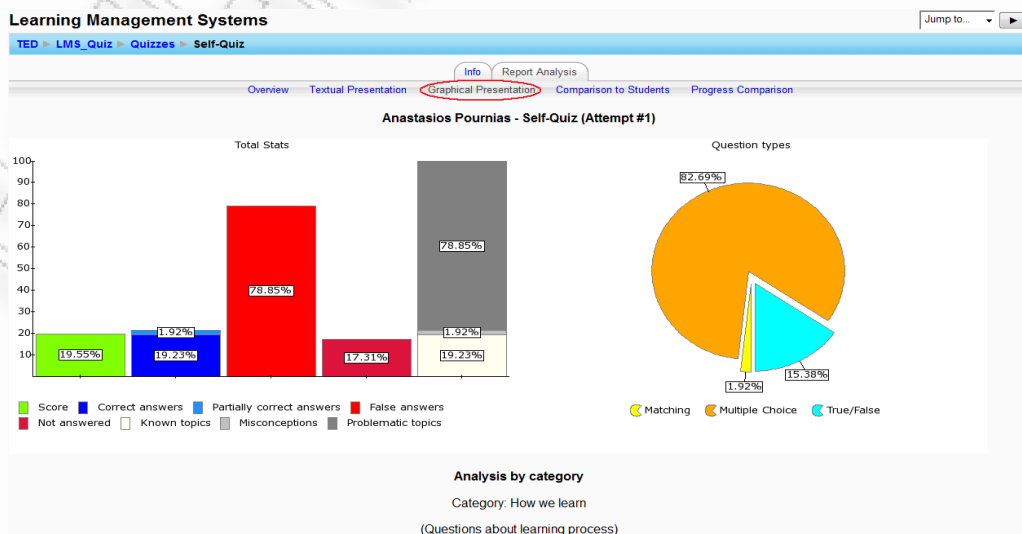 Learning Management Systems
Jump to...
TED ► LMS_Quiz ► Quizzes ► Self-Quiz
Info Report Analysis
Overview Textual Presentation Graphical Presentation Comparison to Students Progress Comparison
Anastasios Pournias - Self-Quiz (Attempt #1)
Total Stats
100
90
80
70
60
50
40
30
20
10
19.55%
1.92%
19.23%
78.85%
17.31%
78.85%
1.92%
19.23%
Score Correct answers Partially correct answers False answers
Not answered Known topics Misconceptions Problematic topics
Question types
82.69%
15.38%
1.92%
Matching Multiple Choice True/False
Analysis by category
Category: How we learn
(Questions about learning process)